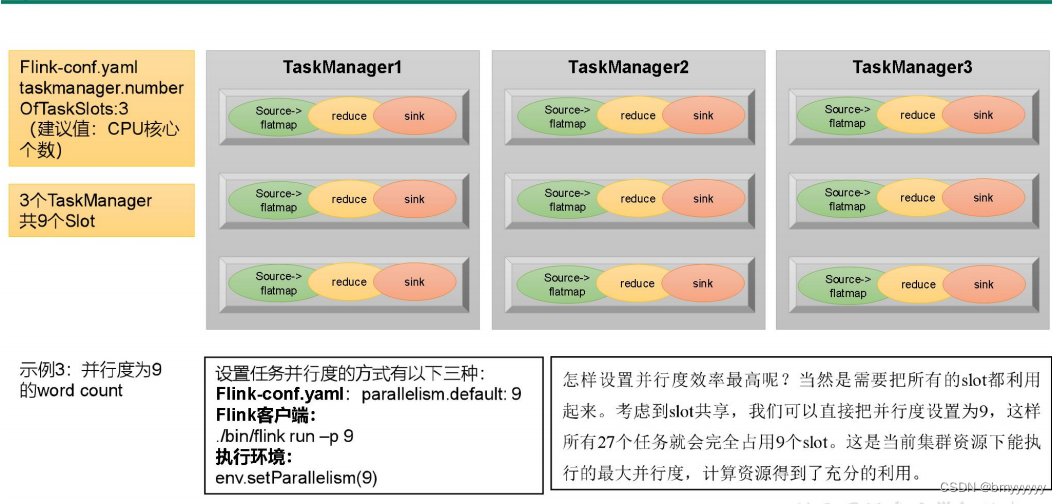 Flink-conf.yaml
taskmanager.number
OfTaskSlots:3
（建议值：CPU核心
个数）
3个TaskManager
共9个Slot
TaskManager1
Source->
flatmap
reduce
sink
Source->
flatmap
reduce
sink
Source->
flatmap
reduce
sink
TaskManager2
Source->
flatmap
reduce
sink
Source->
flatmap
reduce
sink
Source->
flatmap
reduce
sink
TaskManager3
Source->
flatmap
reduce
sink
Source->
flatmap
reduce
sink
Source->
flatmap
reduce
sink
示例3：并行度为9
的word count
设置任务并行度的方式有以下三种：
Flink-conf.yaml：parallelism.default: 9
Flink客户端：
./bin/flink run –p 9
执行环境：
env.setParallelism(9)
怎样设置并行度效率最高呢？当然是需要把所有的slot都利用
起来。考虑到slot共享，我们可以直接把并行度设置为9，这样
所有27个任务就会完全占用9个slot。这是当前集群资源下能执
行的最大并行度，计算资源得到了充分的利用。